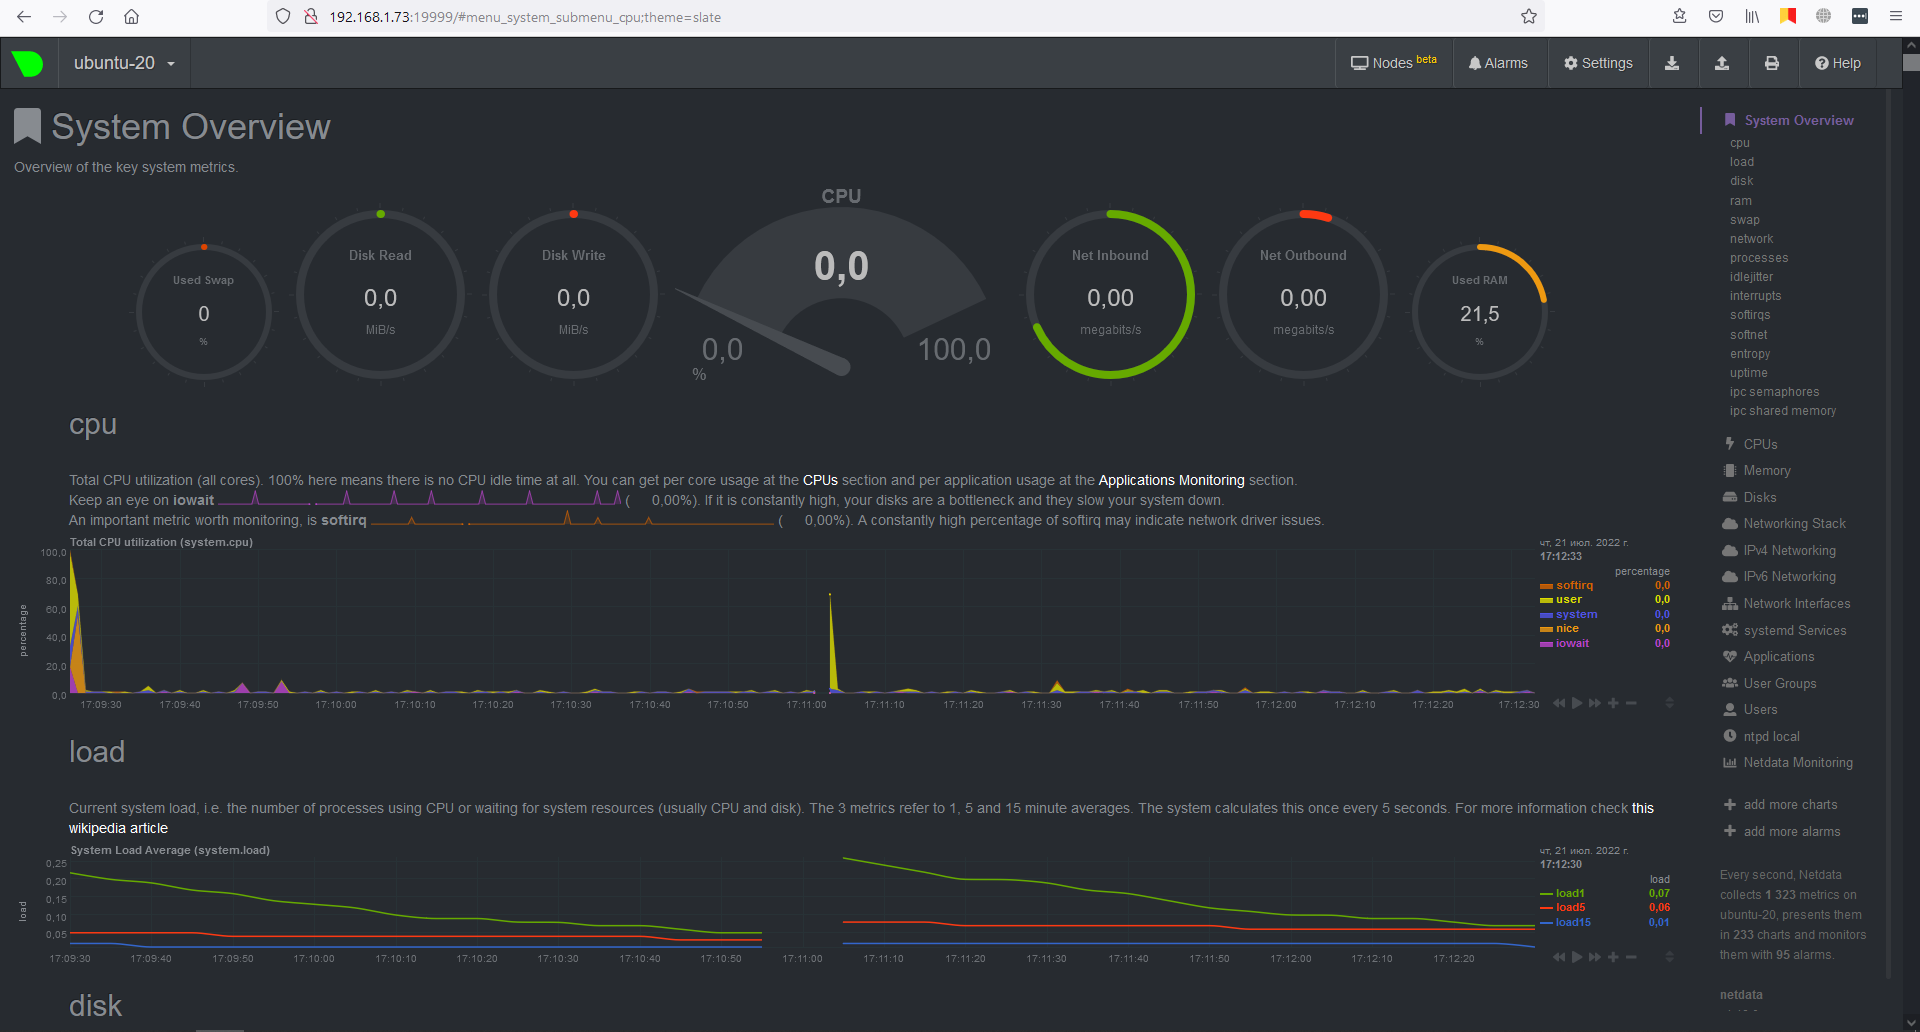 192.168.1.73:19999/#menu_system_submenu_cpu;theme=slate
ubuntu-20
Nodes beta
Alarms
Settings
Help
System Overview
Overview of the key system metrics.
Used Swap
0
%
Disk Read
0,0
MiB/s
Disk Write
0,0
MiB/s
CPU
0,0
0,0
100,0
%
Net Inbound
0,00
megabits/s
Net Outbound
0,00
megabits/s
Used RAM
21,5
%
cpu
Total CPU utilization (all cores). 100% here means there is no CPU idle time at all. You can get per core usage at the CPUs section and per application usage at the Applications Monitoring section.
Keep an eye on iowait ( 0,00%). If it is constantly high, your disks are a bottleneck and they slow your system down.
An important metric worth monitoring, is softirq ( 0,00%). A constantly high percentage of softirq may indicate network driver issues.
Total CPU utilization (system.cpu)
percentage
100,0
80,0
60,0
40,0
20,0
0,0
17:09:30 17:09:40 17:09:50 17:10:00 17:10:10 17:10:20 17:10:30 17:10:40 17:10:50 17:11:00 17:11:10 17:11:20 17:11:30 17:11:40 17:11:50 17:12:00 17:12:10 17:12:20 17:12:30
чт, 21 июл. 2022 г.
17:12:33
percentage
softirq 0,0
user 0,0
system 0,0
nice 0,0
iowait 0,0
load
Current system load, i.e. the number of processes using CPU or waiting for system resources (usually CPU and disk). The 3 metrics refer to 1, 5 and 15 minute averages. The system calculates this once every 5 seconds. For more information check this
wikipedia article
System Load Average (system.load)
load
0,25
0,20
0,15
0,10
0,05
17:09:30 17:09:40 17:09:50 17:10:00 17:10:10 17:10:20 17:10:30 17:10:40 17:10:50 17:11:00 17:11:10 17:11:20 17:11:30 17:11:40 17:11:50 17:12:00 17:12:10 17:12:20
чт, 21 июл. 2022 г.
17:12:30
load
load1 0,07
load5 0,06
load15 0,01
disk
System Overview
cpu
load
disk
ram
swap
network
processes
idlejitter
interrupts
softirqs
softnet
entropy
uptime
ipc semaphores
ipc shared memory
CPUs
Memory
Disks
Networking Stack
IPv4 Networking
IPv6 Networking
Network Interfaces
systemd Services
Applications
User Groups
Users
ntpd local
Netdata Monitoring
add more charts
add more alarms
Every second, Netdata
collects 1 323 metrics on
ubuntu-20, presents them
in 233 charts and monitors
them with 95 alarms.
netdata